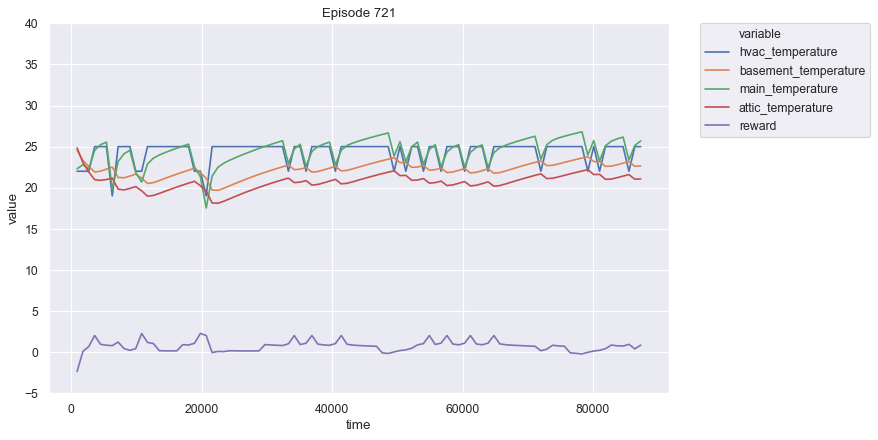 Episode 721
40
35
30
25
20
15
10
5
0
−5
value
0
20000
40000
60000
80000
time
variable
hvac_temperature
basement_temperature
main_temperature
attic_temperature
reward